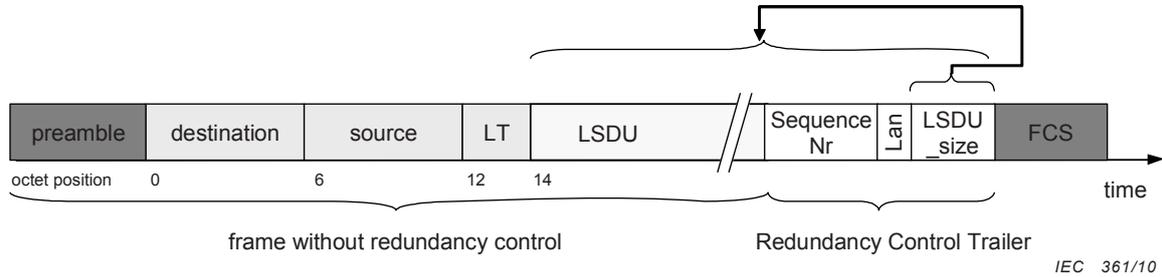 preamble
destination
source
LT
LSDU
Sequence
Nr
Lan
LSDU
_size
FCS
octet position
0
6
12
14
time
frame without redundancy control
Redundancy Control Trailer
IEC 361/10